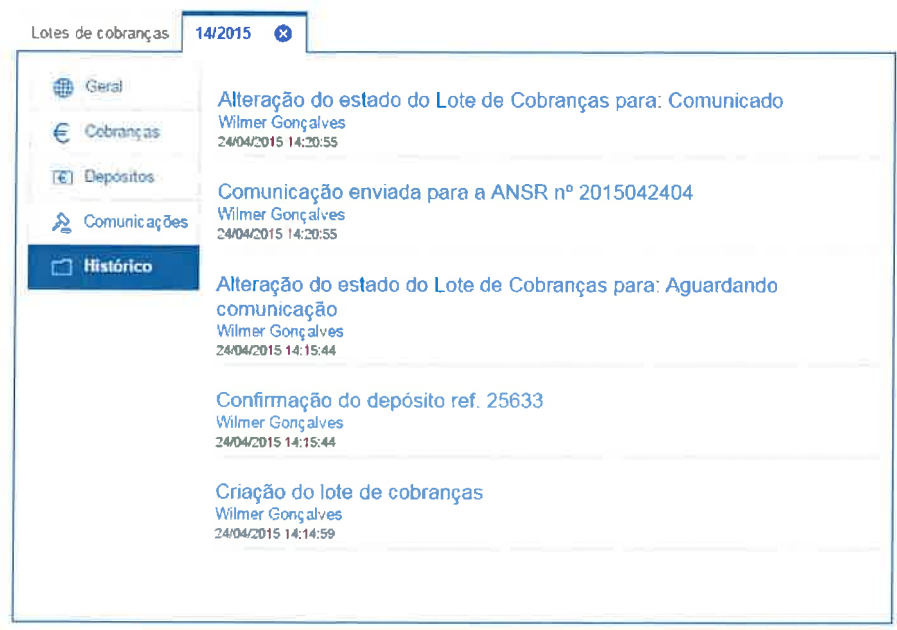 Lotes de cobranças
14/2015
Geral
Cobranças
Depósitos
Comunicações
Histórico
Alteração do estado do Lote de Cobranças para: Comunicado
Wilmer Gonçalves
24/04/2015 14:20:55
Comunicação enviada para a ANSR nº 2015042404
Wilmer Gonçalves
24/04/2015 14:20:55
Alteração do estado do Lote de Cobranças para: Aguardando
comunicação
Wilmer Gonçalves
24/04/2015 14:15:44
Confirmação do depósito ref. 25633
Wilmer Gonçalves
24/04/2015 14:15:44
Criação do lote de cobranças
Wilmer Gonçalves
24/04/2015 14:14:59